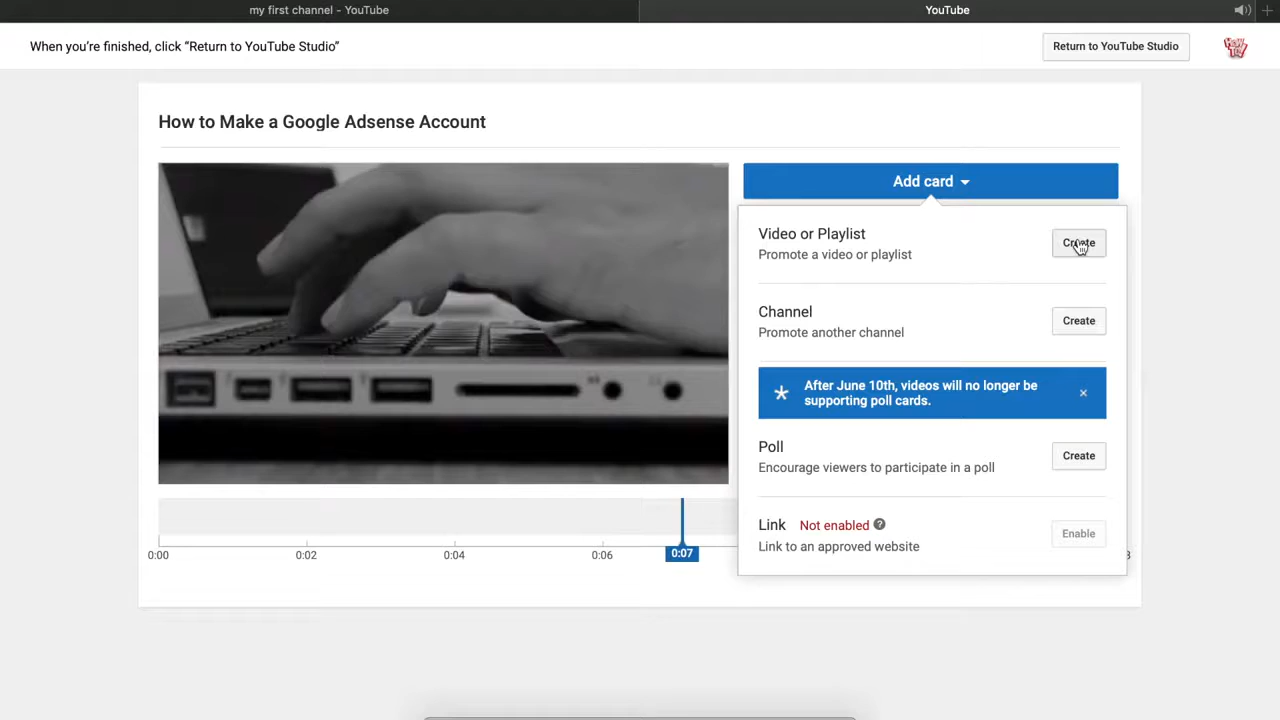 my first channel - YouTube
YouTube
When you're finished, click “Return to YouTube Studio”
Return to YouTube Studio
How to Make a Google Adsense Account
Add card
Video or Playlist
Promote a video or playlist
Create
Channel
Promote another channel
Create
After June 10th, videos will no longer be
supporting poll cards.
Poll
Encourage viewers to participate in a poll
Create
Link Not enabled ?
Link to an approved website
Enable
0:00 0:02 0:04 0:06 0:07